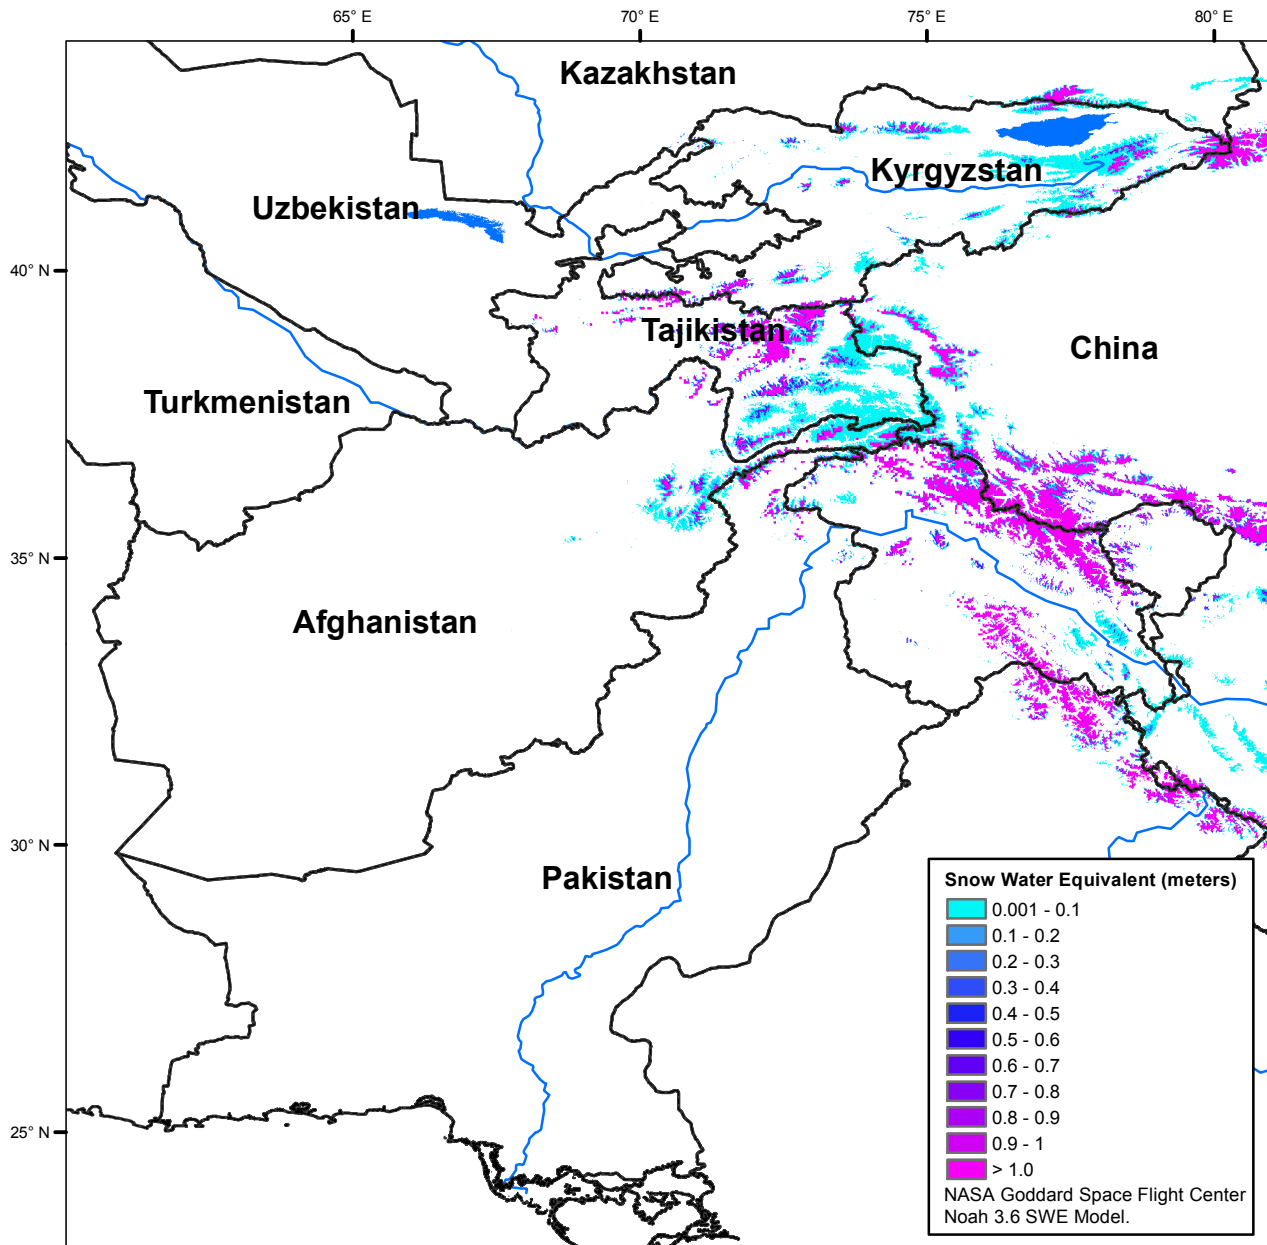 65° E 70° E 75° E 80° E
Kazakhstan
Kyrgyzstan
Uzbekistan
40° N
Tajikistan
China
Turkmenistan
35° N
Afghanistan
30° N
Pakistan
25° N
Snow Water Equivalent (meters)
0.001 - 0.1
0.1 - 0.2
0.2 - 0.3
0.3 - 0.4
0.4 - 0.5
0.5 - 0.6
0.6 - 0.7
0.7 - 0.8
0.8 - 0.9
0.9 - 1
> 1.0
NASA Goddard Space Flight Center
Noah 3.6 SWE Model.